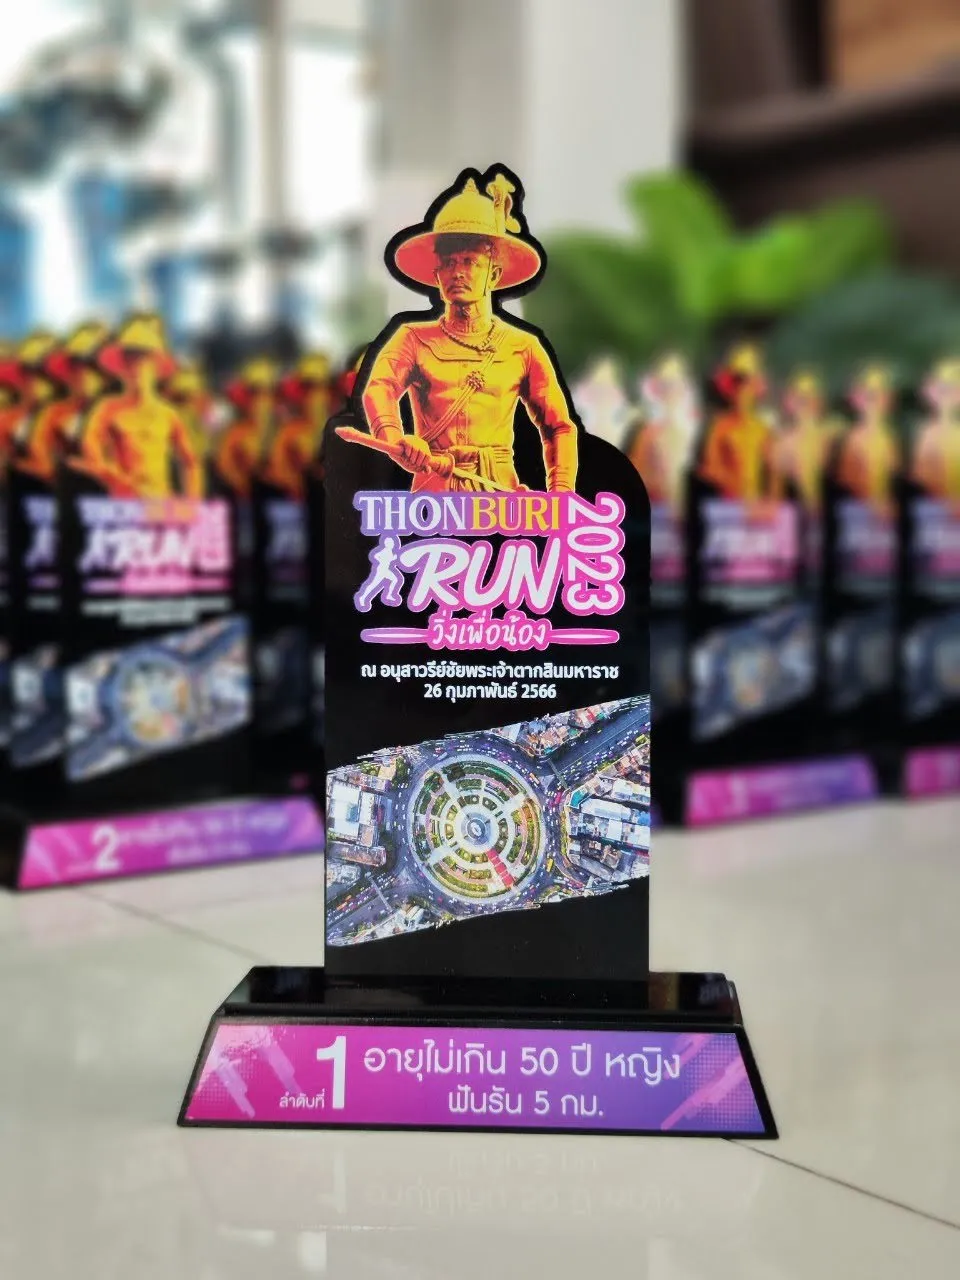 THONBURI
RUN
2023
วิ่งเพื่อน้อง
ณ อนุสาวรีย์ชัยพระเจ้าตากสินมหาราช
26 กุมภาพันธ์ 2566
ลำดับที่ 1
อายุไม่เกิน 50 ปี หญิง
ฟันรัน 5 กม.
THONBURI
RUN
2